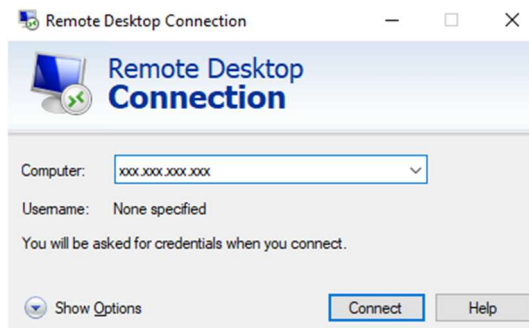 Remote Desktop Connection
Remote Desktop
Connection
Computer: xxx.xxx.xxx.xxx
Username: None specified
You will be asked for credentials when you connect.
Show Options Connect Help